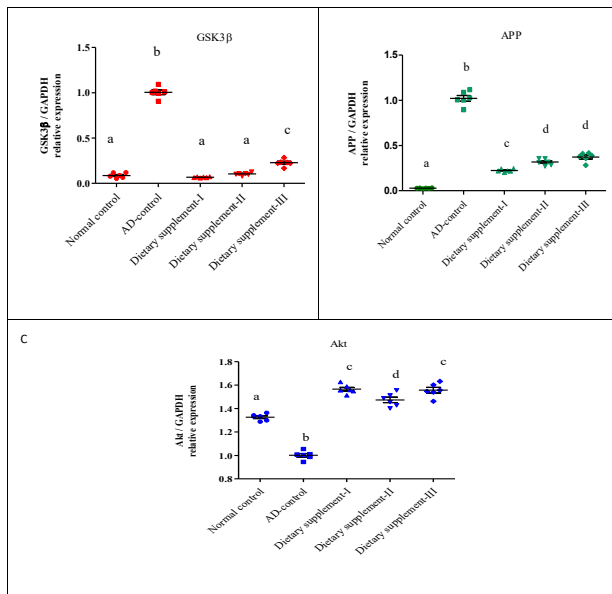 GSK3β
GSK3β / GAPDH
relative expression
1.5
1.0
0.5
0.0
a
b
a
a
c
Normal control
AD-control
Dietary supplement-I
Dietary supplement-II
Dietary supplement-III
APP
APP / GAPDH
relative expression
1.5
1.0
0.5
0.0
a
b
c
d
d
Normal control
AD-control
Dietary supplement-I
Dietary supplement-II
Dietary supplement-III
C
Akt
Akt / GAPDH
relative expression
1.8
1.6
1.4
1.2
1.0
0.8
a
b
c
d
c
Normal control
AD-control
Dietary supplement-I
Dietary supplement-II
Dietary supplement-III